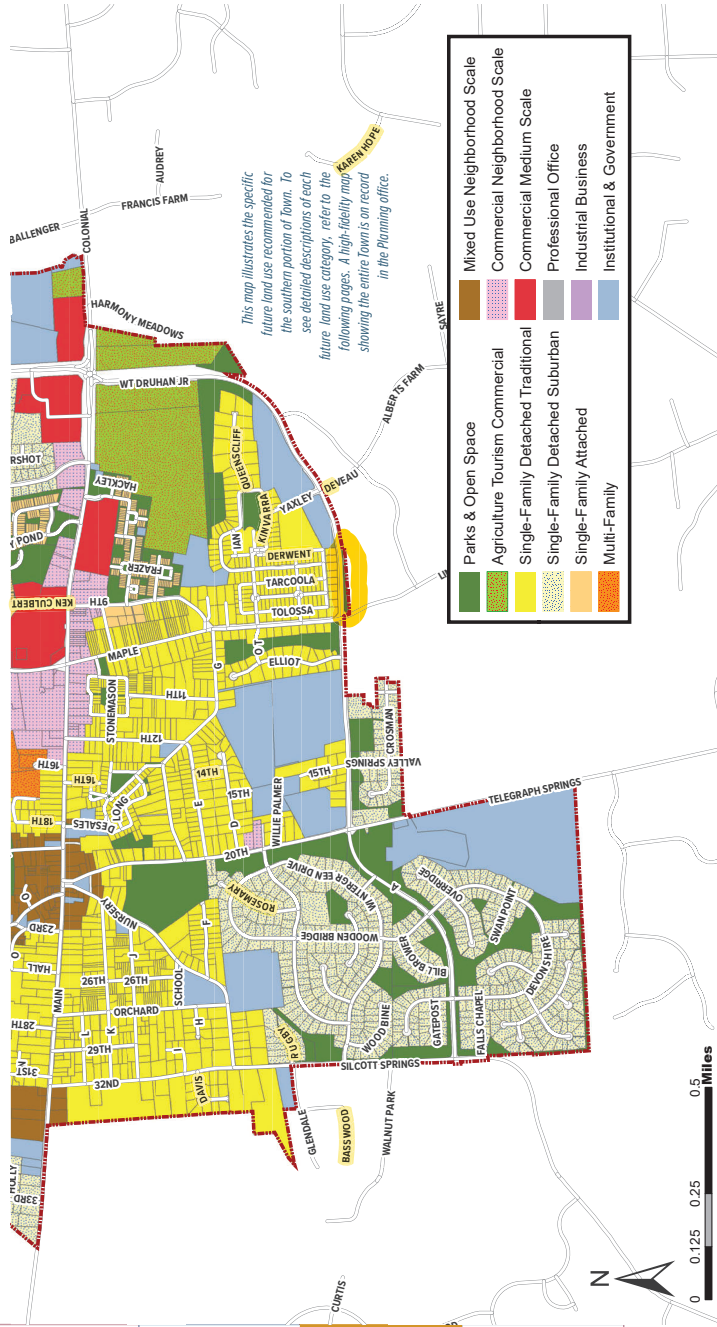 BALLENGER
COLONIAL
AUDREY
FRANCIS FARM
KAREN HOPE
This map illustrates the specific
future land use recommended for
the southern portion of Town. To
see detailed descriptions of each
future land use category, refer to the
following pages. A high-fidelity map
showing the entire Town is on record
in the Planning office.
HARMONY MEADOWS
WT DRUHAN JR
SAYRE
ALBERTS FARM
RSHOT
HACKLEY
Y POND
FRAZER
QUEENSCLIFF
IAN
KINVARRA
YAXLEY
DEVEAU
DERWENT
TARCOOLA
TOLOSSA
KEN CULBERT
9TH
MAPLE
G
O,T
ELLIOT
LI
STONEMASON
11TH
12TH
16TH
16TH
14TH
15TH
15TH
E
D
LONG
DESALES
18TH
20TH
WILLIE PALMER
VALLEY SPRINGS
CROSMAN
TELEGRAPH SPRINGS
O
23RD
O
NURSERY
HALL
26TH
26TH
28TH
MAIN
J
L
K
29TH
ORCHARD
SCHOOL
F
H
I
31ST
N
32ND
DAVIS
ROSEMARY
WINTERGREEN DRIVE
WOODEN BRIDGE
A
OVERRIDGE
SWAN POINT
BILL BROWER
DEVONSHIRE
WOODBINE
GATEPOST
FALLS CHAPEL
RUGBY
SILCOTT SPRINGS
HOLLY
33RD
GLENDALE
BASSWOOD
WALNUT PARK
CURTIS
Parks & Open Space
Agriculture Tourism Commercial
Single-Family Detached Traditional
Single-Family Detached Suburban
Single-Family Attached
Multi-Family
Mixed Use Neighborhood Scale
Commercial Neighborhood Scale
Commercial Medium Scale
Professional Office
Industrial Business
Institutional & Government
N
0 0.125 0.25 0.5
Miles